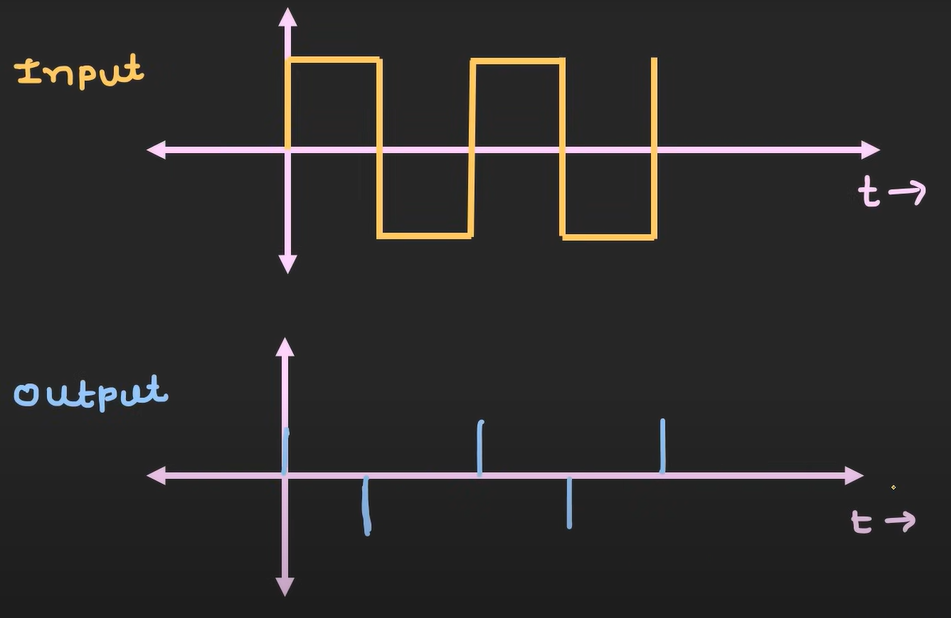 Input
t →
Output
t →